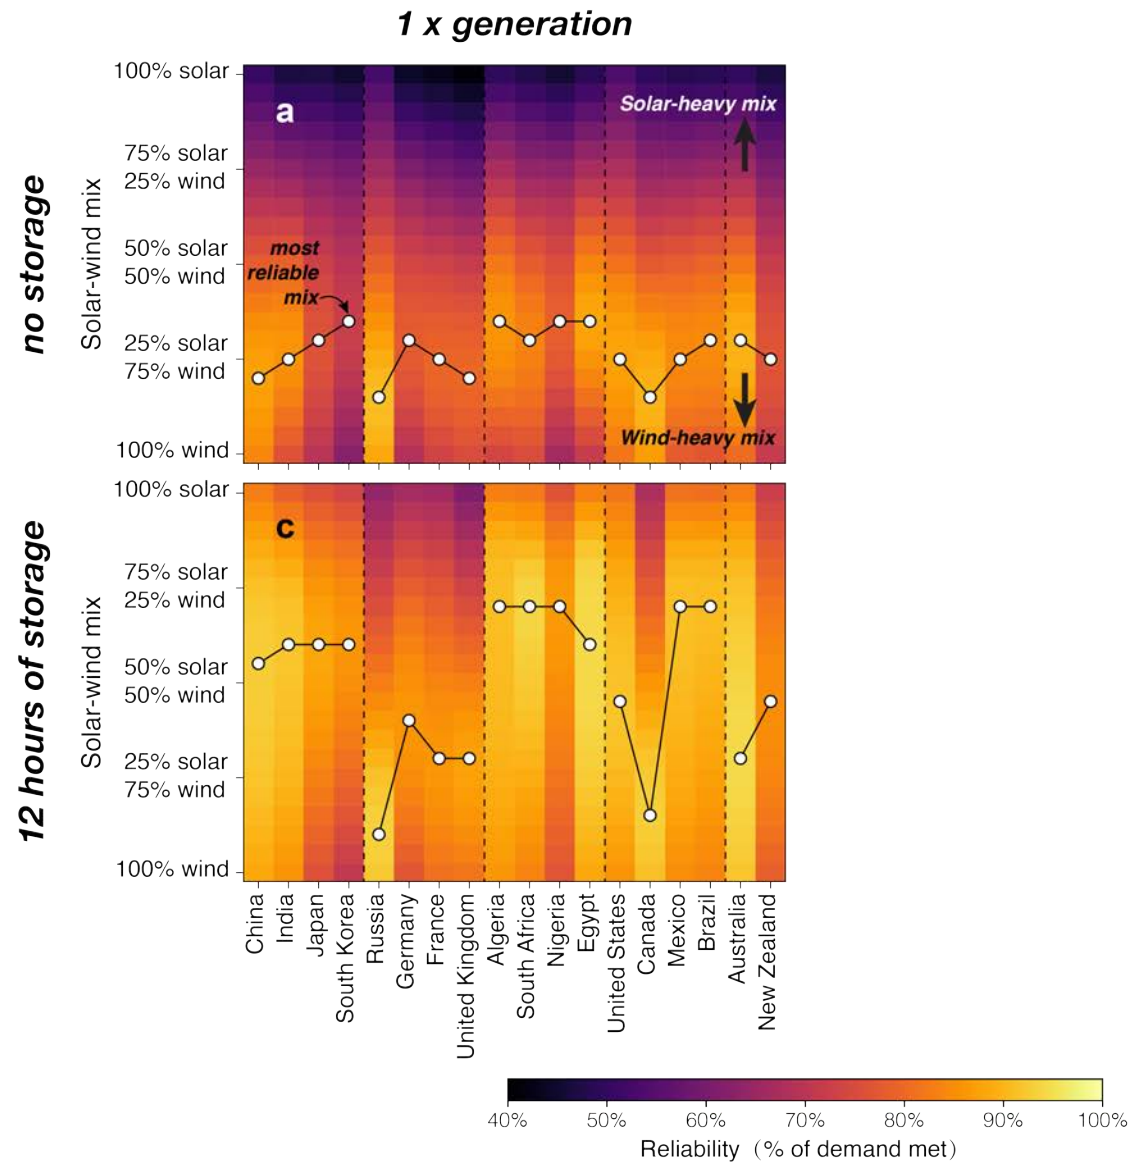 1 x generation
no storage
Solar-wind mix
100% solar
75% solar
25% wind
50% solar
50% wind
25% solar
75% wind
100% wind
a
most
reliable
mix
Solar-heavy mix
Wind-heavy mix
12 hours of storage
Solar-wind mix
100% solar
75% solar
25% wind
50% solar
50% wind
25% solar
75% wind
100% wind
c
China
India
Japan
South Korea
Russia
Germany
France
United Kingdom
Algeria
South Africa
Nigeria
Egypt
United States
Canada
Mexico
Brazil
Australia
New Zealand
40% 50% 60% 70% 80% 90% 100%
Reliability (% of demand met)